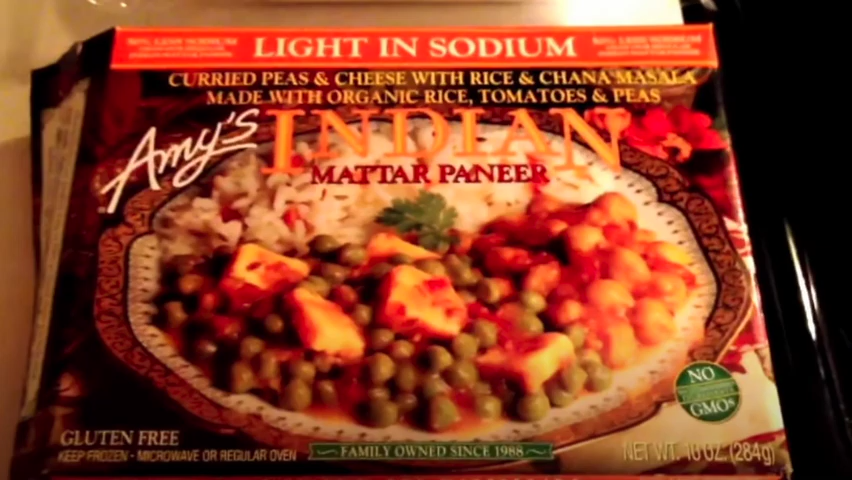 LIGHT IN SODIUM
CURRIED PEAS & CHEESE WITH RICE & CHANA MASALA
MADE WITH ORGANIC RICE, TOMATOES & PEAS
Amy's
INDIAN
MATTAR PANEER
NO
GMOs
GLUTEN FREE
KEEP FROZEN • MICROWAVE OR REGULAR OVEN
FAMILY OWNED SINCE 1988
NET WT. 10 OZ. (284g)